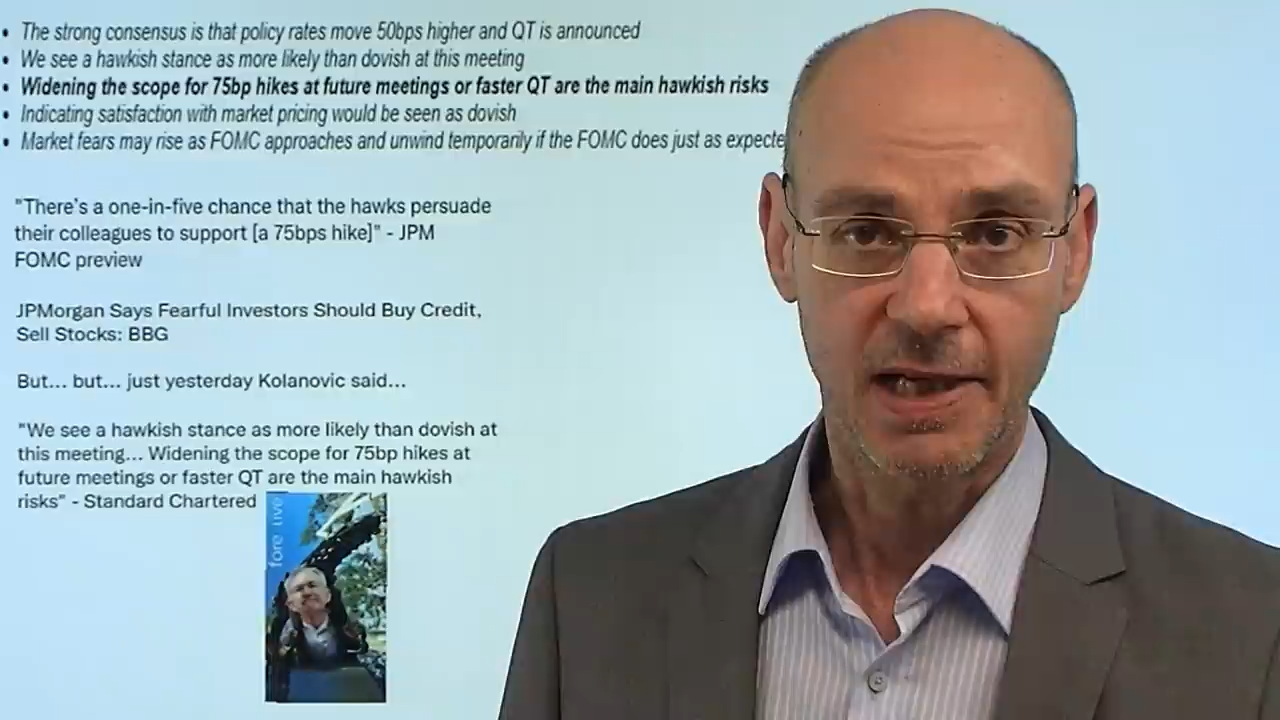 • The strong consensus is that policy rates move 50bps higher and QT is announced
• We see a hawkish stance as more likely than dovish at this meeting
• Widening the scope for 75bp hikes at future meetings or faster QT are the main hawkish risks
• Indicating satisfaction with market pricing would be seen as dovish
• Market fears may rise as FOMC approaches and unwind temporarily if the FOMC does just as expecte
"There's a one-in-five chance that the hawks persuade
their colleagues to support [a 75bps hike]" - JPM
FOMC preview
JPMorgan Says Fearful Investors Should Buy Credit,
Sell Stocks: BBG
But... but... just yesterday Kolanovic said...
"We see a hawkish stance as more likely than dovish at
this meeting... Widening the scope for 75bp hikes at
future meetings or faster QT are the main hawkish
risks" - Standard Chartered
fore live